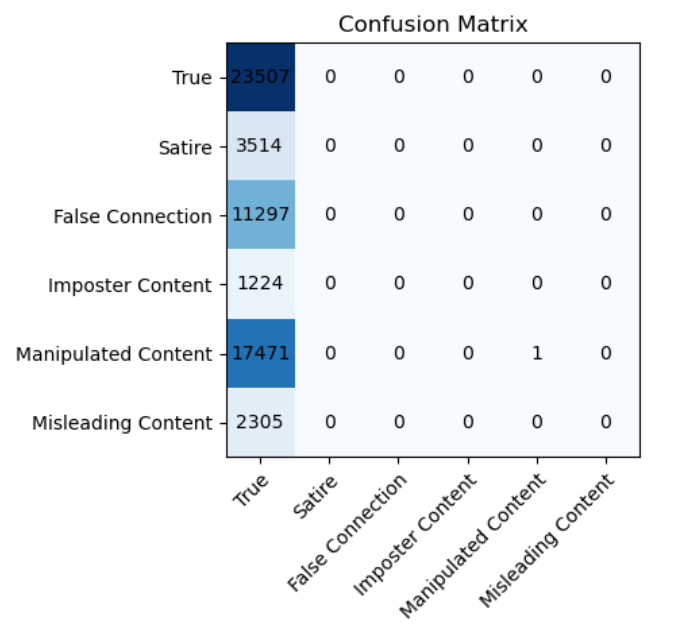 Confusion Matrix
True 23507 0 0 0 0 0
Satire 3514 0 0 0 0 0
False Connection 11297 0 0 0 0 0
Imposter Content 1224 0 0 0 0 0
Manipulated Content 17471 0 0 0 1 0
Misleading Content 2305 0 0 0 0 0
True
Satire
False Connection
Imposter Content
Manipulated Content
Misleading Content